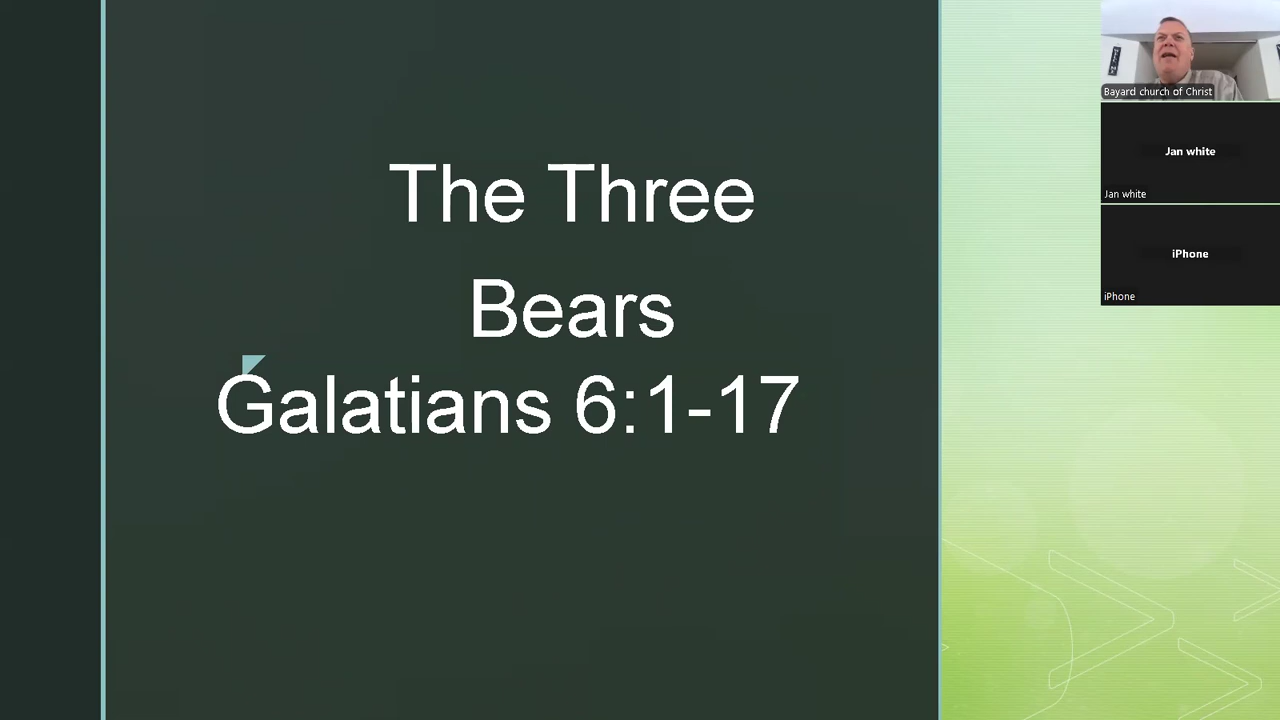 The Three
Bears
Galatians 6:1-17
Bayard church of Christ
Jan white
Jan white
iPhone
iPhone